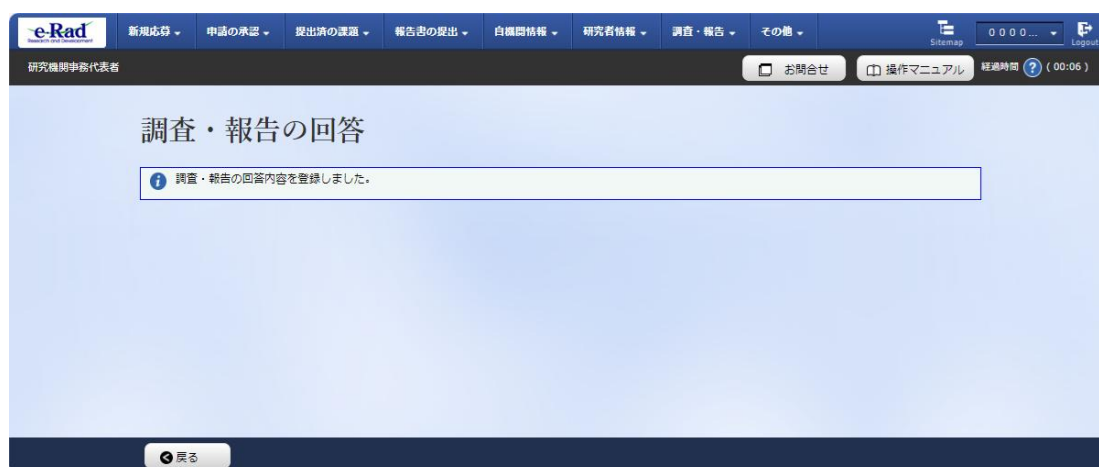 e-Rad
Research and Development
新規応募
申請の承認
提出済の課題
報告書の提出
自機関情報
研究者情報
調査・報告
その他
Sitemap
0000...
Logout
研究機関事務代表者
お問合せ
操作マニュアル
経過時間 ? ( 00:06 )
調査・報告の回答
i 調査・報告の回答内容を登録しました。
戻る